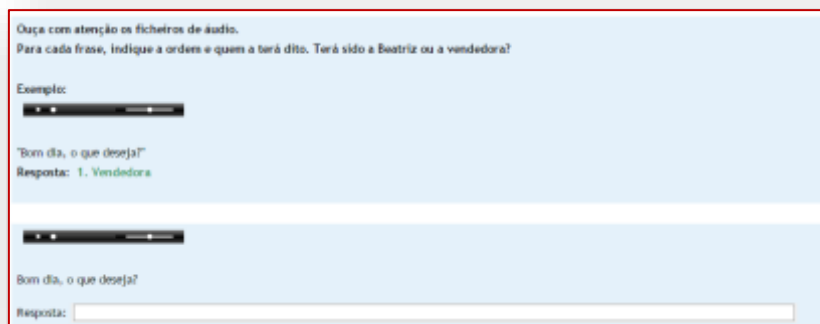 Ouça com atenção os ficheiros de áudio.
Para cada frase, indique a ordem e quem a terá dito. Terá sido a Beatriz ou a vendedora?
Exemplo:
"Bom dia, o que deseja?"
Resposta: 1. Vendedora
Bom dia, o que deseja?
Resposta: